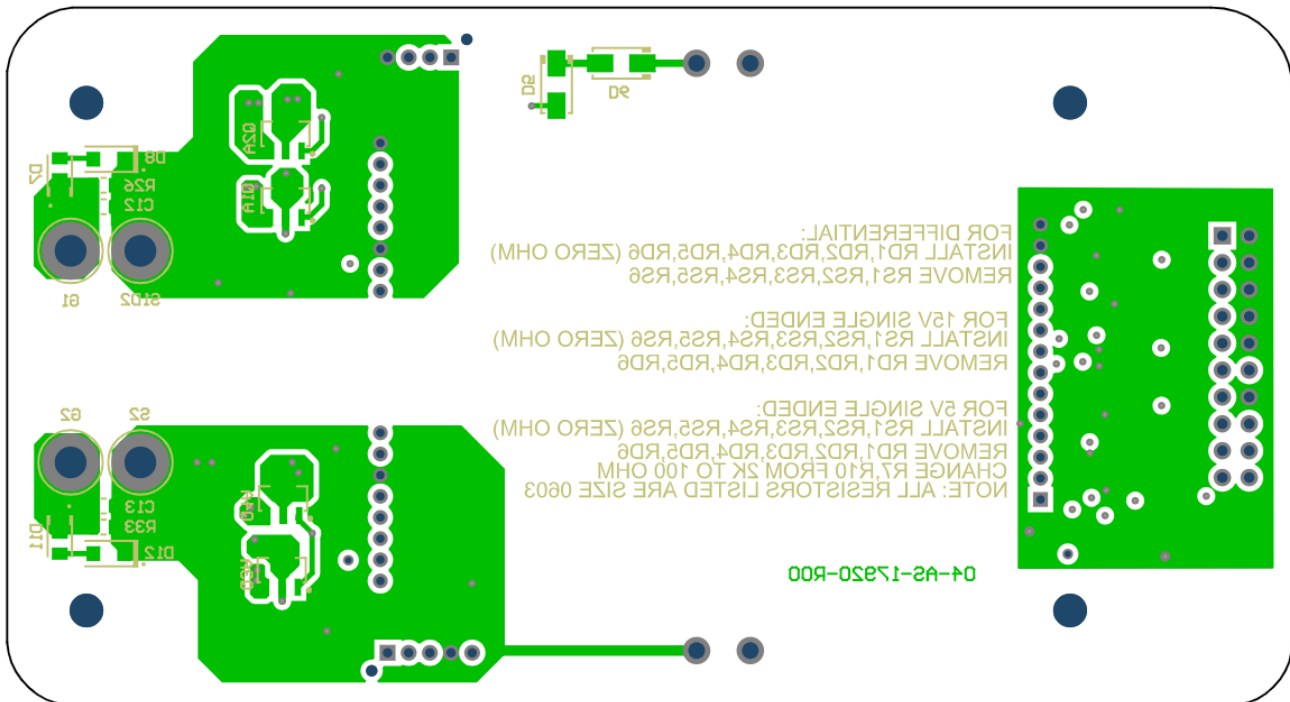 D5
D6
Q2A
D8
D7
R26
C12
Q1A
G1
S1D2
FOR DIFFERENTIAL:
INSTALL RD1,RD2,RD3,RD4,RD5,RD6 (ZERO OHM)
REMOVE RS1,RS2,RS3,RS4,RS5,RS6
FOR 15V SINGLE ENDED:
INSTALL RS1,RS2,RS3,RS4,RS5,RS6 (ZERO OHM)
REMOVE RD1,RD2,RD3,RD4,RD5,RD6
FOR 5V SINGLE ENDED:
INSTALL RS1,RS2,RS3,RS4,RS5,RS6 (ZERO OHM)
REMOVE RD1,RD2,RD3,RD4,RD5,RD6
CHANGE R7,R10 FROM 2K TO 100 OHM
NOTE: ALL RESISTORS LISTED ARE SIZE 0603
G2
S2
C13
R33
D11
D12
04-AS-17920-R00